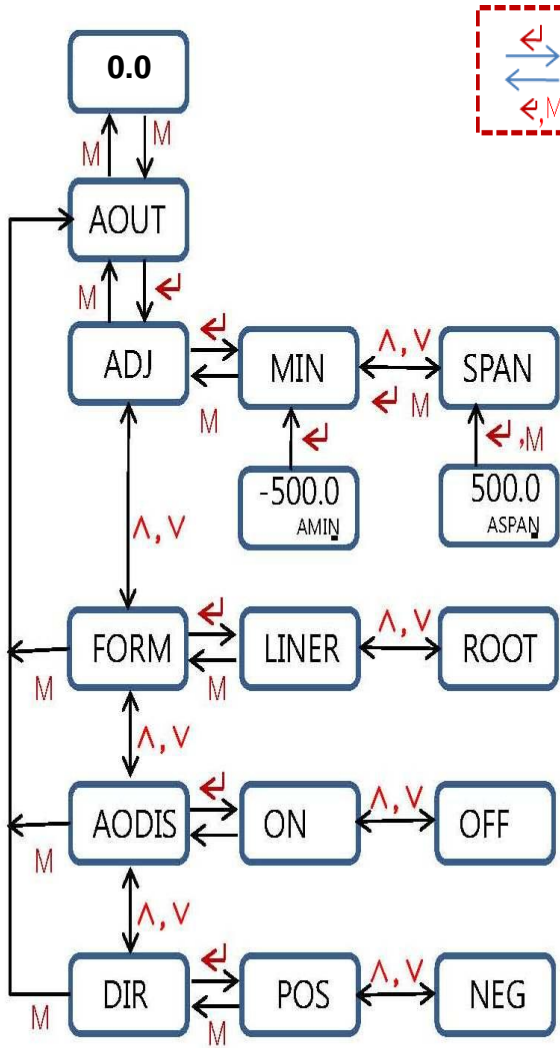 0.0
↵
↵,M
M
M
AOUT
M
↵
ADJ
↵
M
MIN
∧, ∨
↵ M
SPAN
↵
↵,M
-500.0
AMIN
500.0
ASPAN
∧, ∨
FORM
↵
M
M
LINER
∧, ∨
ROOT
∧, ∨
AODIS
↵
M
ON
∧, ∨
OFF
∧, ∨
DIR
↵
M
M
POS
∧, ∨
NEG